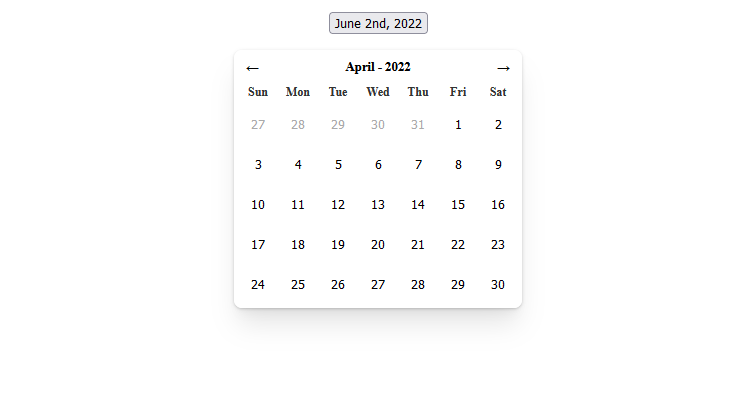 June 2nd, 2022
← April - 2022 →
Sun Mon Tue Wed Thu Fri Sat
27 28 29 30 31 1 2
3 4 5 6 7 8 9
10 11 12 13 14 15 16
17 18 19 20 21 22 23
24 25 26 27 28 29 30